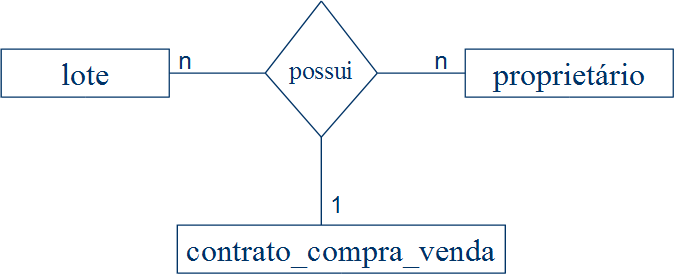 lote
n
possui
n
proprietário
1
contrato_compra_venda